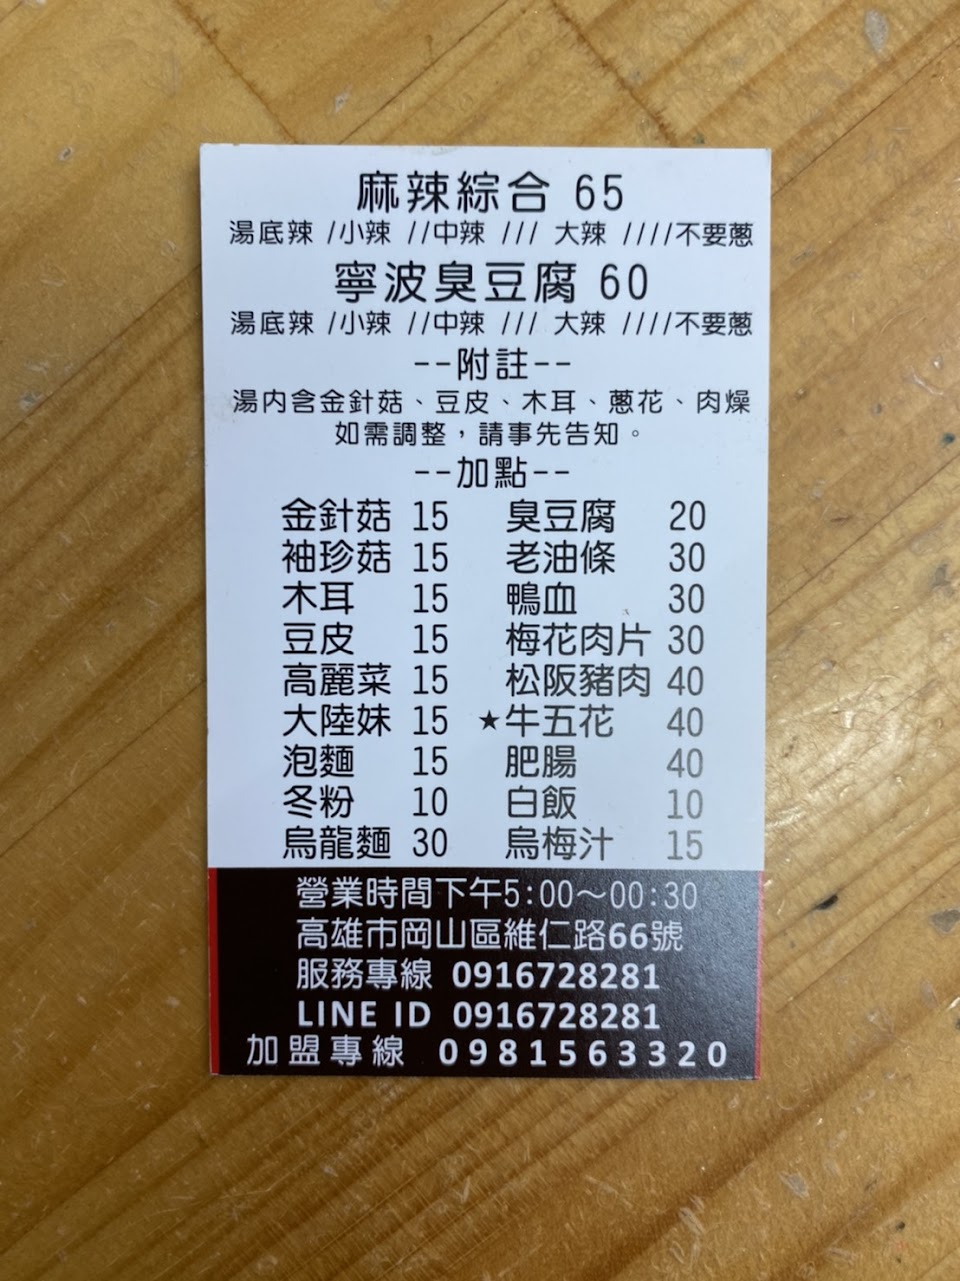 麻辣綜合 65
湯底辣 /小辣 //中辣 /// 大辣 ////不要蔥
寧波臭豆腐 60
湯底辣 /小辣 //中辣 /// 大辣 ////不要蔥
--附註--
湯內含金針菇、豆皮、木耳、蔥花、肉燥
如需調整，請事先告知。
--加點--
金針菇 15 臭豆腐 20
袖珍菇 15 老油條 30
木耳 15 鴨血 30
豆皮 15 梅花肉片 30
高麗菜 15 松阪豬肉 40
大陸妹 15 ★牛五花 40
泡麵 15 肥腸 40
冬粉 10 白飯 10
烏龍麵 30 烏梅汁 15
營業時間下午5:00～00:30
高雄市岡山區維仁路66號
服務專線 0916728281
LINE ID 0916728281
加盟專線 0981563320